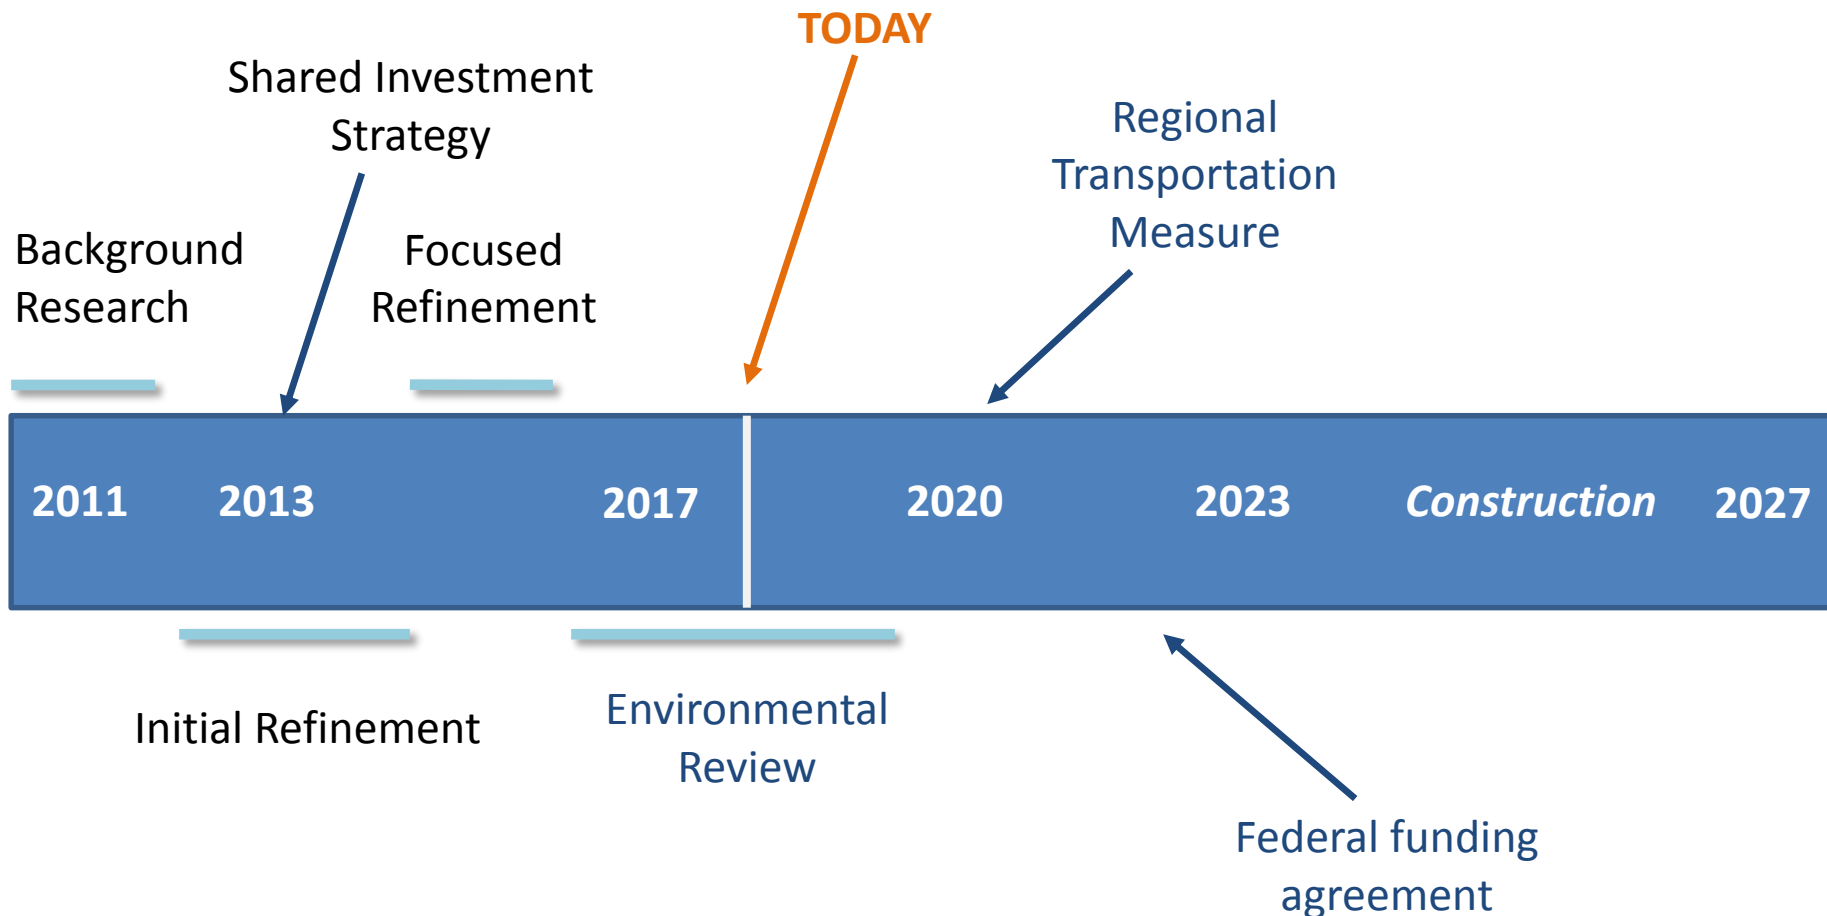 TODAY
Shared Investment
Strategy
Regional
Transportation
Measure
Background
Research
Focused
Refinement
2011 2013 2017 2020 2023 Construction 2027
Initial Refinement
Environmental
Review
Federal funding
agreement